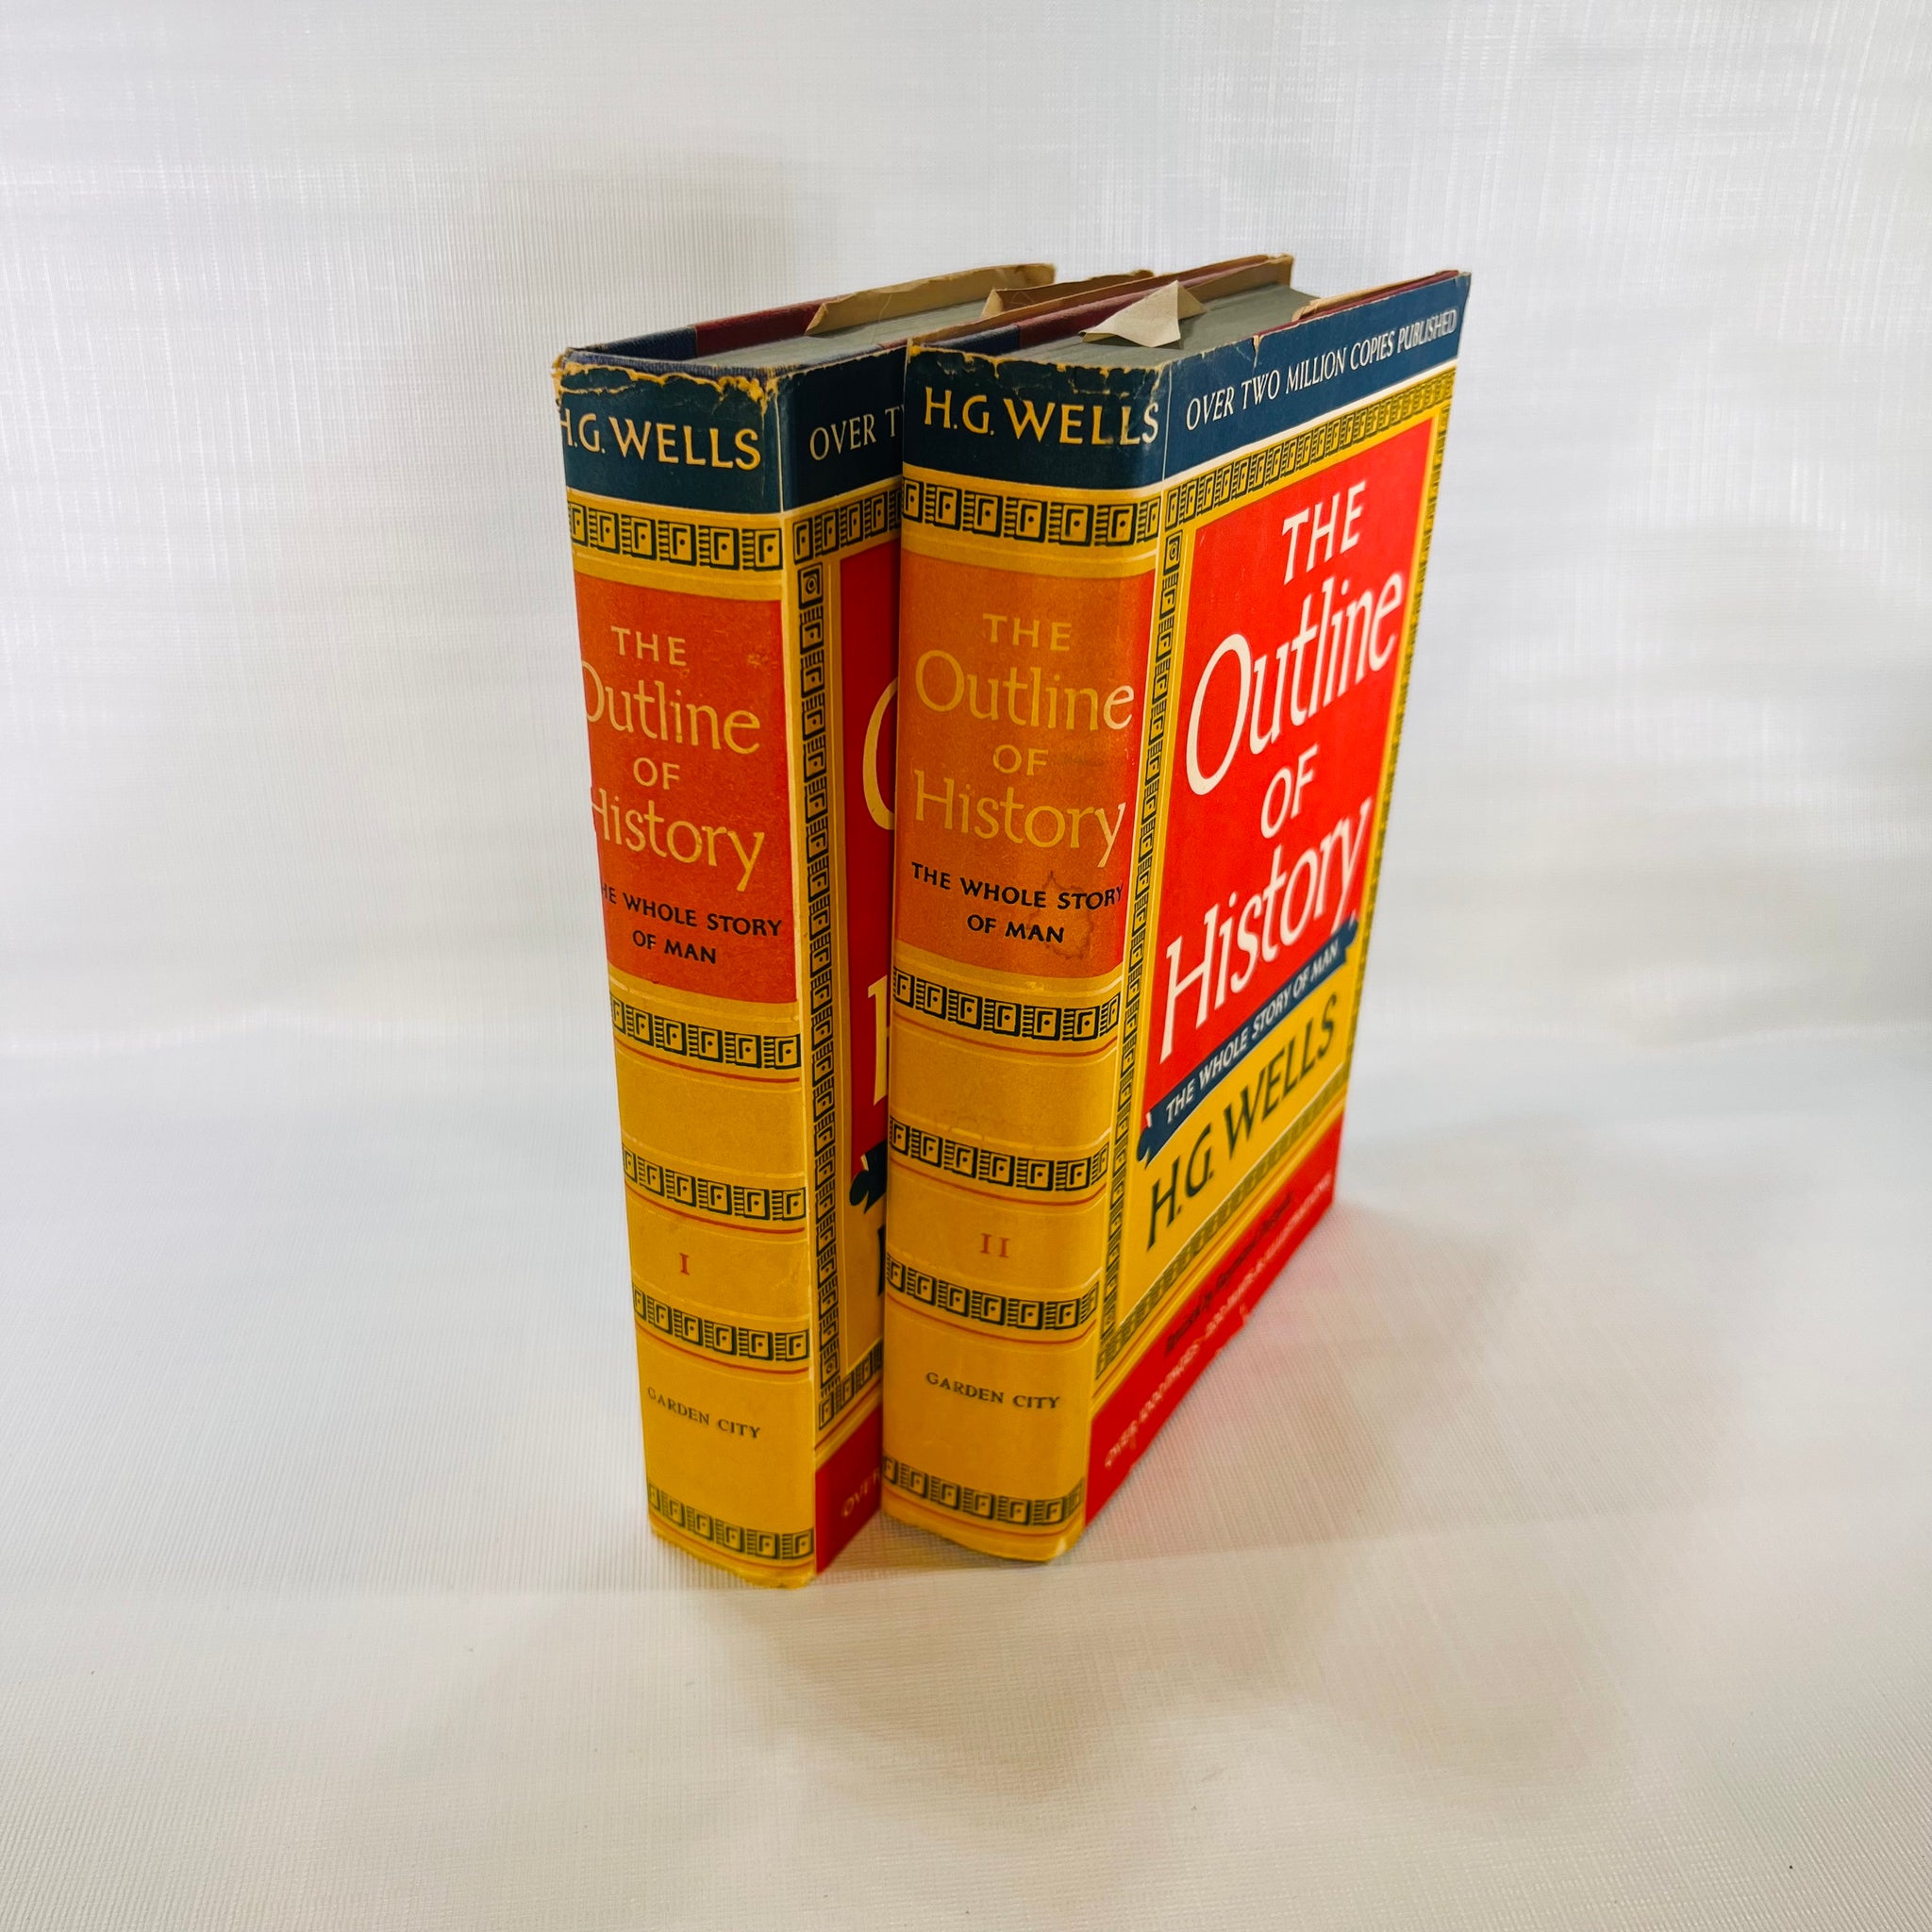 H.G. WELLS
THE
Outline
OF
History
THE WHOLE STORY
OF MAN
I
GARDEN CITY
OVER
H.G. WELLS
THE
Outline
OF
History
THE WHOLE STORY
OF MAN
II
GARDEN CITY
OVER TWO MILLION COPIES PUBLISHED
THE
Outline
OF
History
THE WHOLE STORY OF MAN
H.G. WELLS